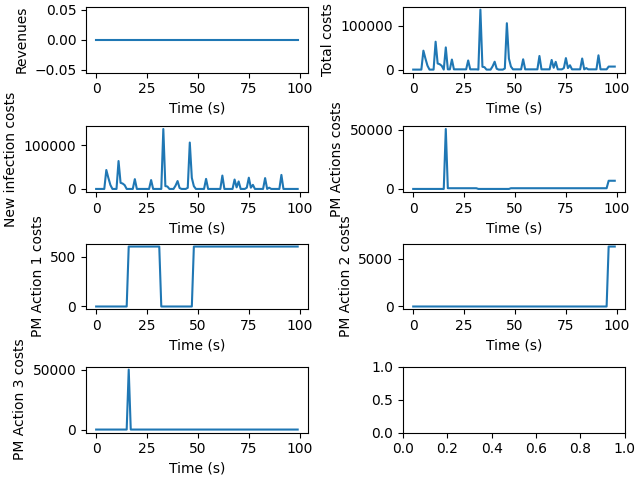 Revenues
0.05
0.00
−0.05
0 25 50 75 100
Time (s)
Total costs
100000
0
0 25 50 75 100
Time (s)
New infection costs
100000
0
0 25 50 75 100
Time (s)
PM Actions costs
50000
0
0 25 50 75 100
Time (s)
PM Action 1 costs
500
0
0 25 50 75 100
Time (s)
PM Action 2 costs
5000
0
0 25 50 75 100
Time (s)
PM Action 3 costs
50000
0
0 25 50 75 100
Time (s)
1.0
0.5
0.0
0.0 0.2 0.4 0.6 0.8 1.0